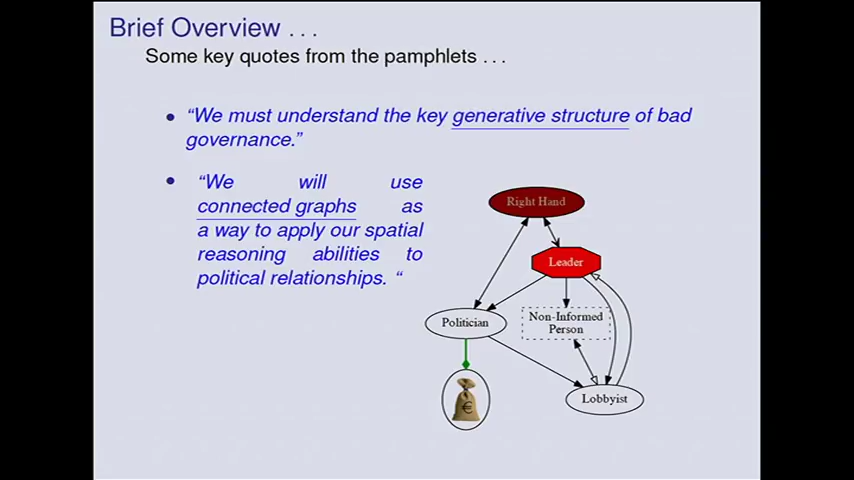 Brief Overview . . .
Some key quotes from the pamphlets . . .
• “We must understand the key generative structure of bad
governance.”
• “We will use
connected graphs as
a way to apply our spatial
reasoning abilities to
political relationships. “
Right Hand
Leader
Politician
Non-Informed
Person
€
Lobbyist